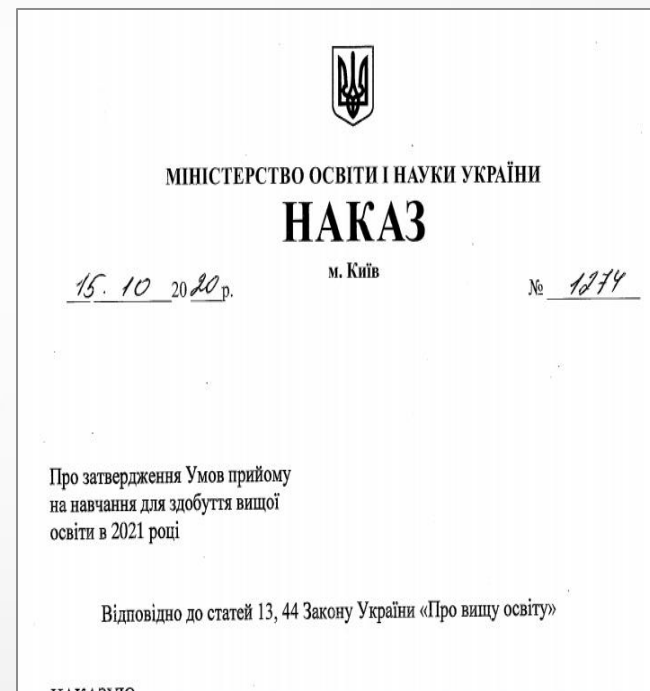 МІНІСТЕРСТВО ОСВІТИ І НАУКИ УКРАЇНИ
НАКАЗ
м. Київ
15. 10 2020 р. № 1274
Про затвердження Умов прийому
на навчання для здобуття вищої
освіти в 2021 році
Відповідно до статей 13, 44 Закону України «Про вищу освіту»